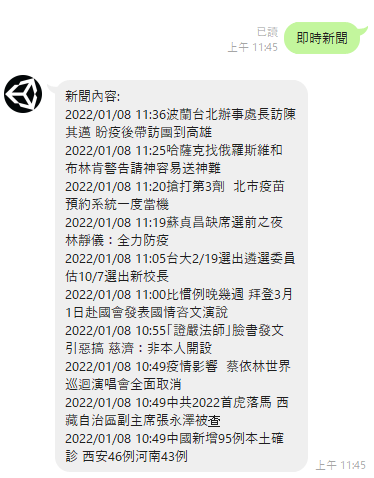 已讀
上午 11:45
即時新聞
新聞內容:
2022/01/08 11:36波蘭台北辦事處長訪陳
其邁 盼疫後帶訪團到高雄
2022/01/08 11:25哈薩克找俄羅斯維和
布林肯警告請神容易送神難
2022/01/08 11:20搶打第3劑 北市疫苗
預約系統一度當機
2022/01/08 11:19蘇貞昌缺席選前之夜
林靜儀：全力防疫
2022/01/08 11:05台大2/19選出遴選委員
估10/7選出新校長
2022/01/08 11:00比慣例晚幾週 拜登3月
1日赴國會發表國情咨文演說
2022/01/08 10:55「證嚴法師」臉書發文
引惡搞 慈濟：非本人開設
2022/01/08 10:49疫情影響 蔡依林世界
巡迴演唱會全面取消
2022/01/08 10:49中共2022首虎落馬 西
藏自治區副主席張永澤被查
2022/01/08 10:49中國新增95例本土確
診 西安46例河南43例
上午 11:45